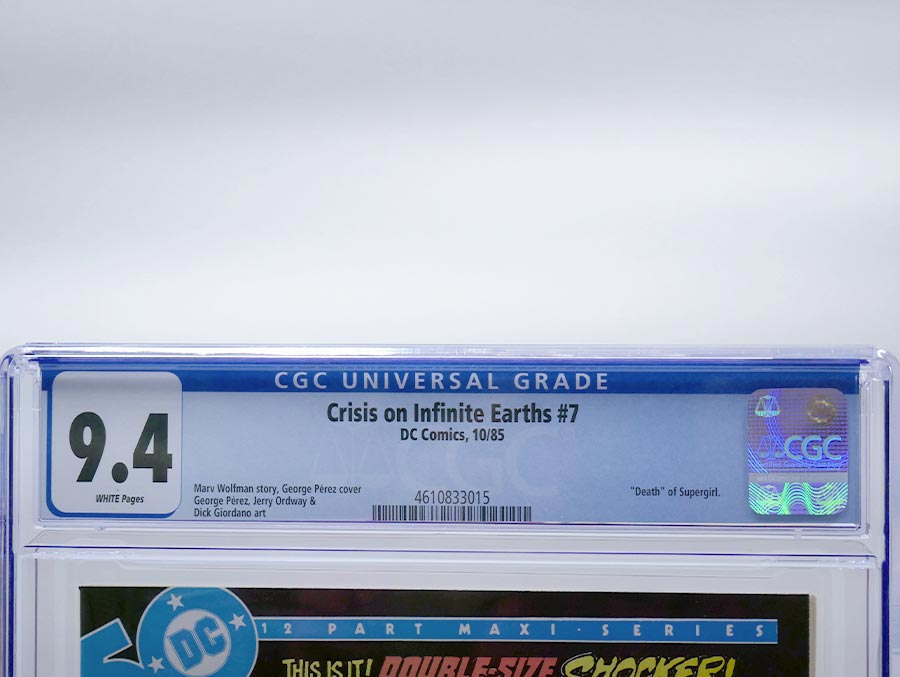 CGC UNIVERSAL GRADE
9.4
WHITE Pages
Crisis on Infinite Earths #7
DC Comics, 10/85
Marv Wolfman story, George Pérez cover
George Pérez, Jerry Ordway &
Dick Giordano art
4610833015
"Death" of Supergirl.
CGC
DC
12 PART MAXI-SERIES
THIS IS IT! DOUBLE-SIZE SHOCKER!